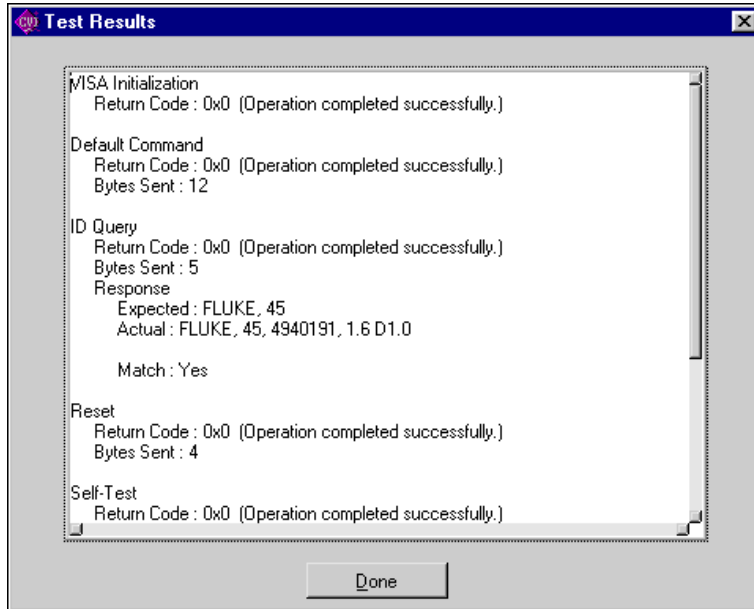 CVI Test Results
VISA Initialization
Return Code : 0x0 (Operation completed successfully.)
Default Command
Return Code : 0x0 (Operation completed successfully.)
Bytes Sent : 12
ID Query
Return Code : 0x0 (Operation completed successfully.)
Bytes Sent : 5
Response
Expected : FLUKE, 45
Actual : FLUKE, 45, 4940191, 1.6 D1.0
Match : Yes
Reset
Return Code : 0x0 (Operation completed successfully.)
Bytes Sent : 4
Self-Test
Return Code : 0x0 (Operation completed successfully.)
Done